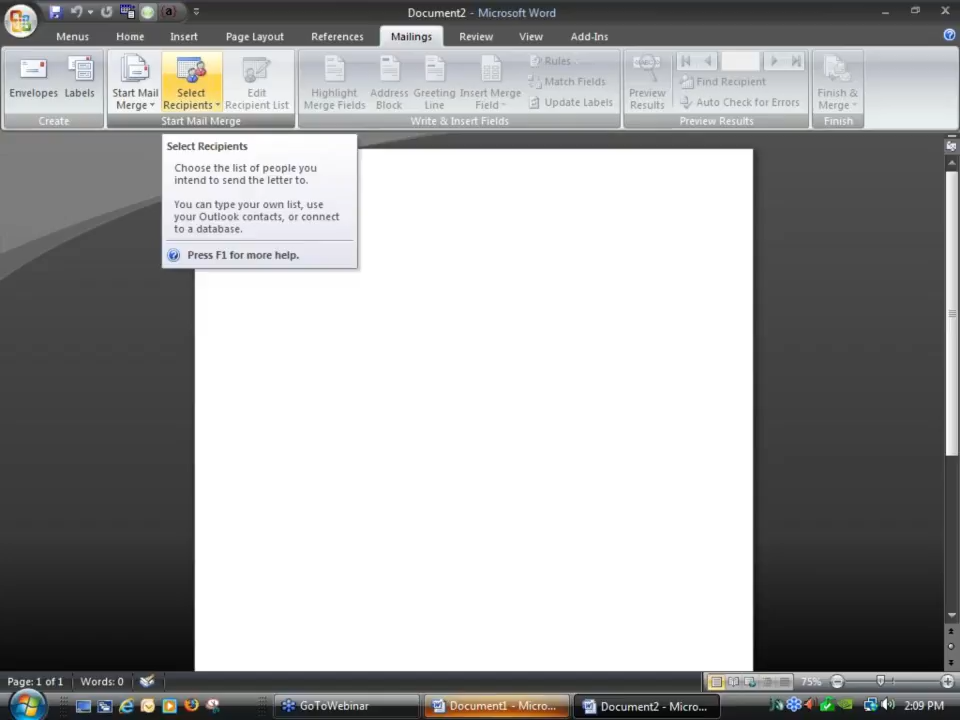 Document2 - Microsoft Word
Menus Home Insert Page Layout References Mailings Review View Add-Ins
Envelopes Labels
Create
Start Mail Merge
Select Recipients
Edit Recipient List
Start Mail Merge
Highlight Merge Fields
Address Block
Greeting Line
Insert Merge Field
Rules
Match Fields
Update Labels
Write & Insert Fields
Preview Results
Find Recipient
Auto Check for Errors
Preview Results
Finish & Merge
Finish
Select Recipients
Choose the list of people you
intend to send the letter to.
You can type your own list, use
your Outlook contacts, or connect
to a database.
Press F1 for more help.
Page: 1 of 1 Words: 0 75%
GoToWebinar Document1 - Micro... Document2 - Micro... 2:09 PM